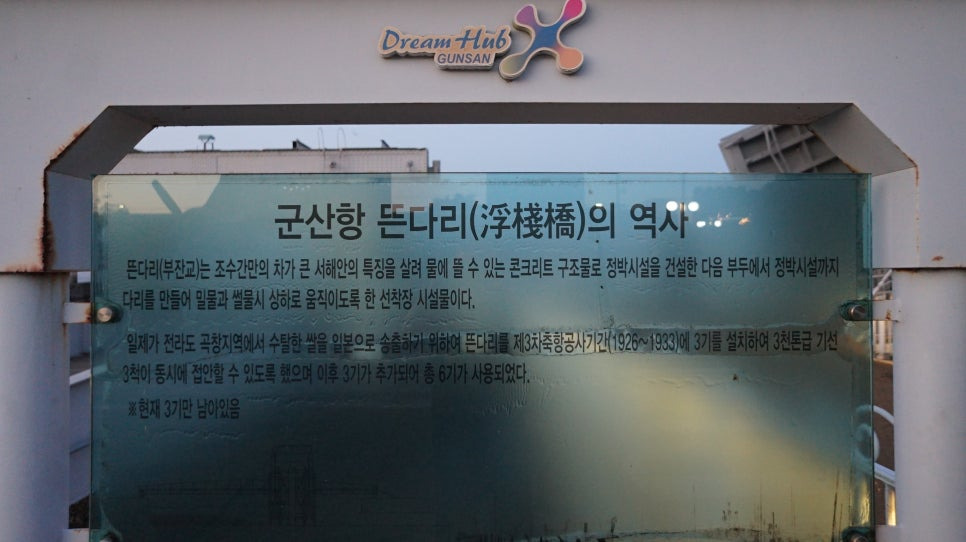 Dream Hub
GUNSAN
군산항 뜬다리(浮棧橋)의 역사
뜬다리(부잔교)는 조수간만의 차가 큰 서해안의 특징을 살려 물에 뜰 수 있는 콘크리트 구조물로 정박시설을 건설한 다음 부두에서 정박시설까지
다리를 만들어 밀물과 썰물시 상하로 움직이도록 한 선착장 시설물이다.
일제가 전라도 곡창지역에서 수탈한 쌀을 일본으로 송출하기 위하여 뜬다리를 제3차축항공사기간(1926~1933)에 3기를 설치하여 3천톤급 기선
3척이 동시에 접안할 수 있도록 했으며 이후 3기가 추가되어 총 6기가 사용되었다.
※현재 3기만 남아있음